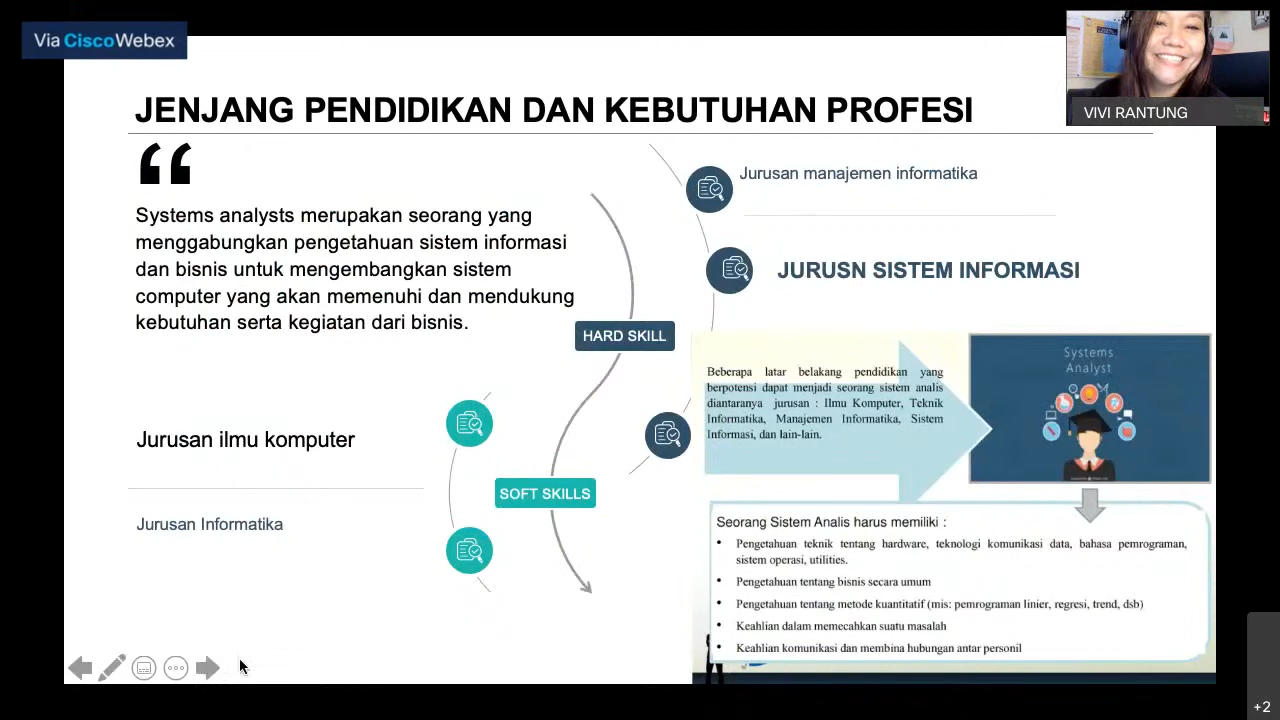 Via CiscoWebex
VIVI RANTUNG
JENJANG PENDIDIKAN DAN KEBUTUHAN PROFESI
“
Systems analysts merupakan seorang yang
menggabungkan pengetahuan sistem informasi
dan bisnis untuk mengembangkan sistem
computer yang akan memenuhi dan mendukung
kebutuhan serta kegiatan dari bisnis.
Jurusan ilmu komputer
Jurusan Informatika
HARD SKILL
SOFT SKILLS
Jurusan manajemen informatika
JURUSN SISTEM INFORMASI
Beberapa latar belakang pendidikan yang
berpotensi dapat menjadi seorang sistem analis
diantaranya jurusan : Ilmu Komputer, Teknik
Informatika, Manajemen Informatika, Sistem
Informasi, dan lain-lain.
Systems
Analyst
Seorang Sistem Analis harus memiliki :
• Pengetahuan teknik tentang hardware, teknologi komunikasi data, bahasa pemrograman,
sistem operasi, utilities.
• Pengetahuan tentang bisnis secara umum
• Pengetahuan tentang metode kuantitatif (mis: pemrograman linier, regresi, trend, dsb)
• Keahlian dalam memecahkan suatu masalah
• Keahlian komunikasi dan membina hubungan antar personil
+2